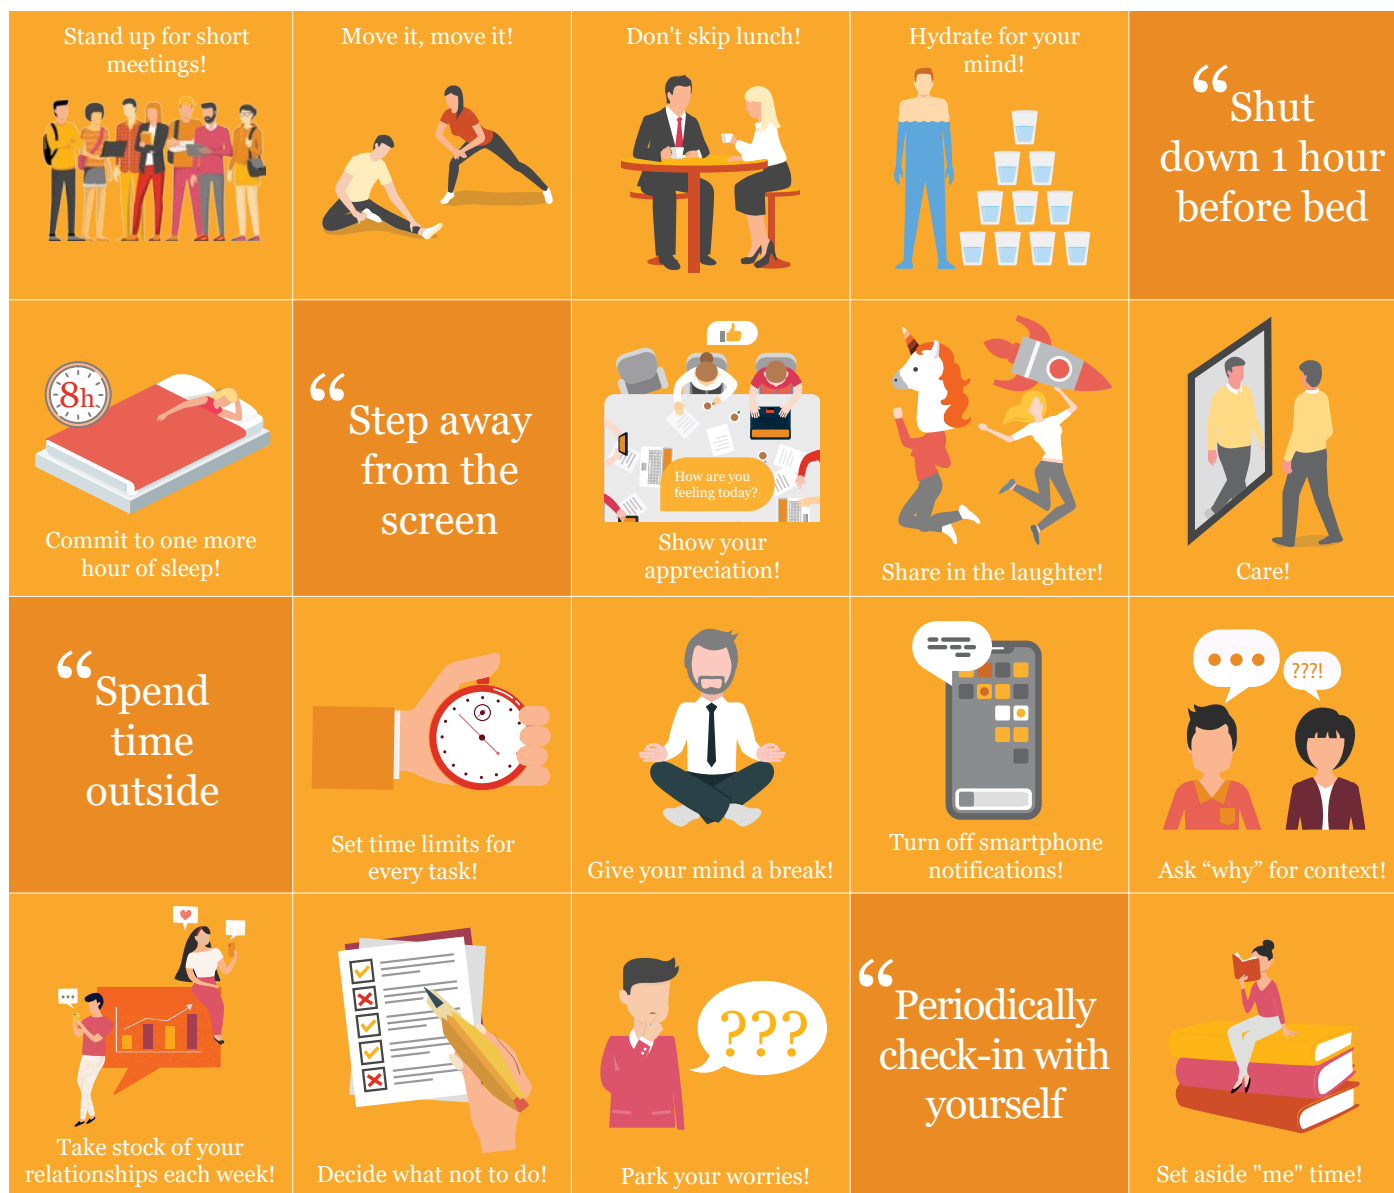 Stand up for short
meetings!
Move it, move it!
Don't skip lunch!
Hydrate for your
mind!
“Shut
down 1 hour
before bed
8h
Commit to one more
hour of sleep!
“Step away
from the
screen
How are you
feeling today?
Show your
appreciation!
Share in the laughter!
Care!
“Spend
time
outside
Set time limits for
every task!
Give your mind a break!
Turn off smartphone
notifications!
???!
Ask “why” for context!
Take stock of your
relationships each week!
Decide what not to do!
???
Park your worries!
“Periodically
check-in with
yourself
Set aside "me" time!